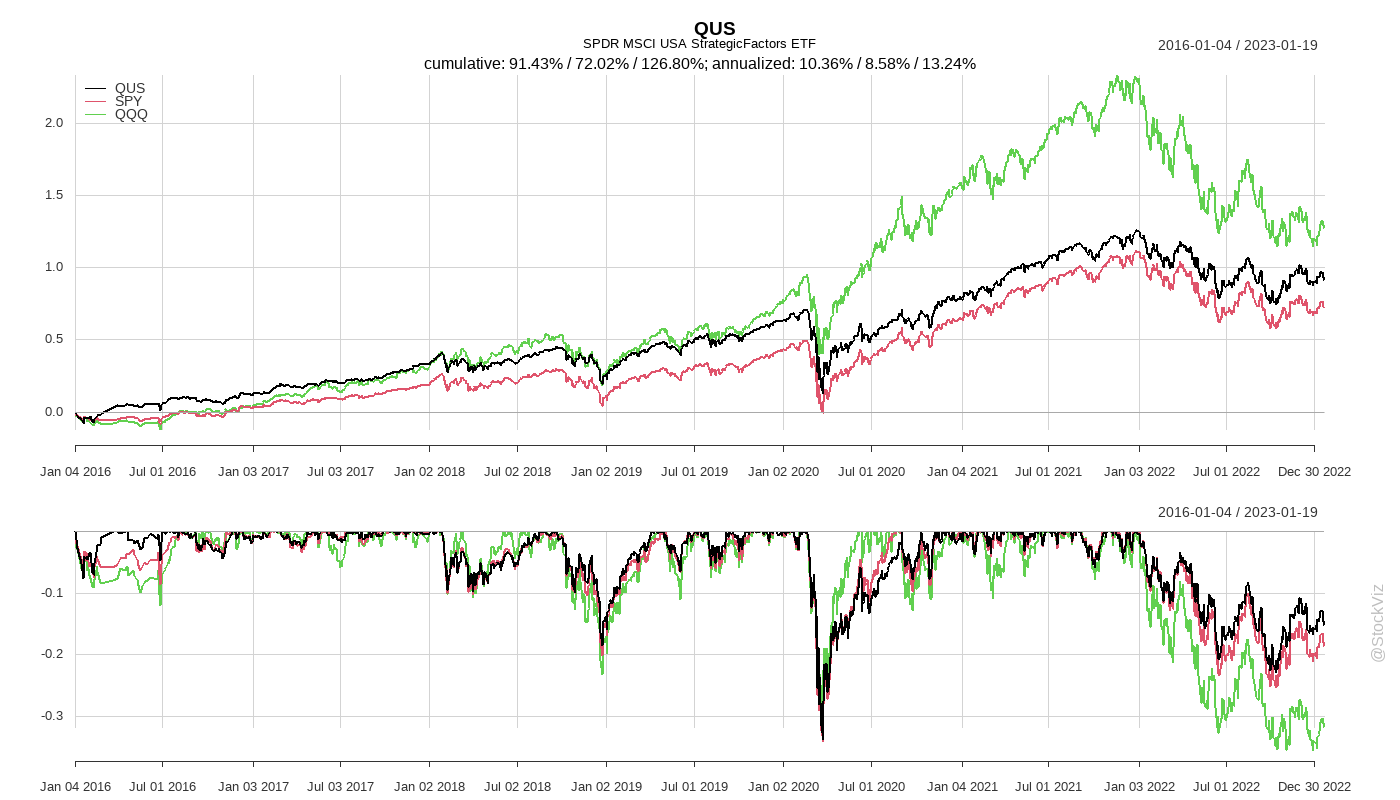 QUS
SPDR MSCI USA StrategicFactors ETF
2016-01-04 / 2023-01-19
cumulative: 91.43% / 72.02% / 126.80%; annualized: 10.36% / 8.58% / 13.24%
QUS
SPY
QQQ
2.0
1.5
1.0
0.5
0.0
Jan 04 2016 Jul 01 2016 Jan 03 2017 Jul 03 2017 Jan 02 2018 Jul 02 2018 Jan 02 2019 Jul 01 2019 Jan 02 2020 Jul 01 2020 Jan 04 2021 Jul 01 2021 Jan 03 2022 Jul 01 2022 Dec 30 2022
2016-01-04 / 2023-01-19
-0.1
-0.2
-0.3
Jan 04 2016 Jul 01 2016 Jan 03 2017 Jul 03 2017 Jan 02 2018 Jul 02 2018 Jan 02 2019 Jul 01 2019 Jan 02 2020 Jul 01 2020 Jan 04 2021 Jul 01 2021 Jan 03 2022 Jul 01 2022 Dec 30 2022
@StockViz